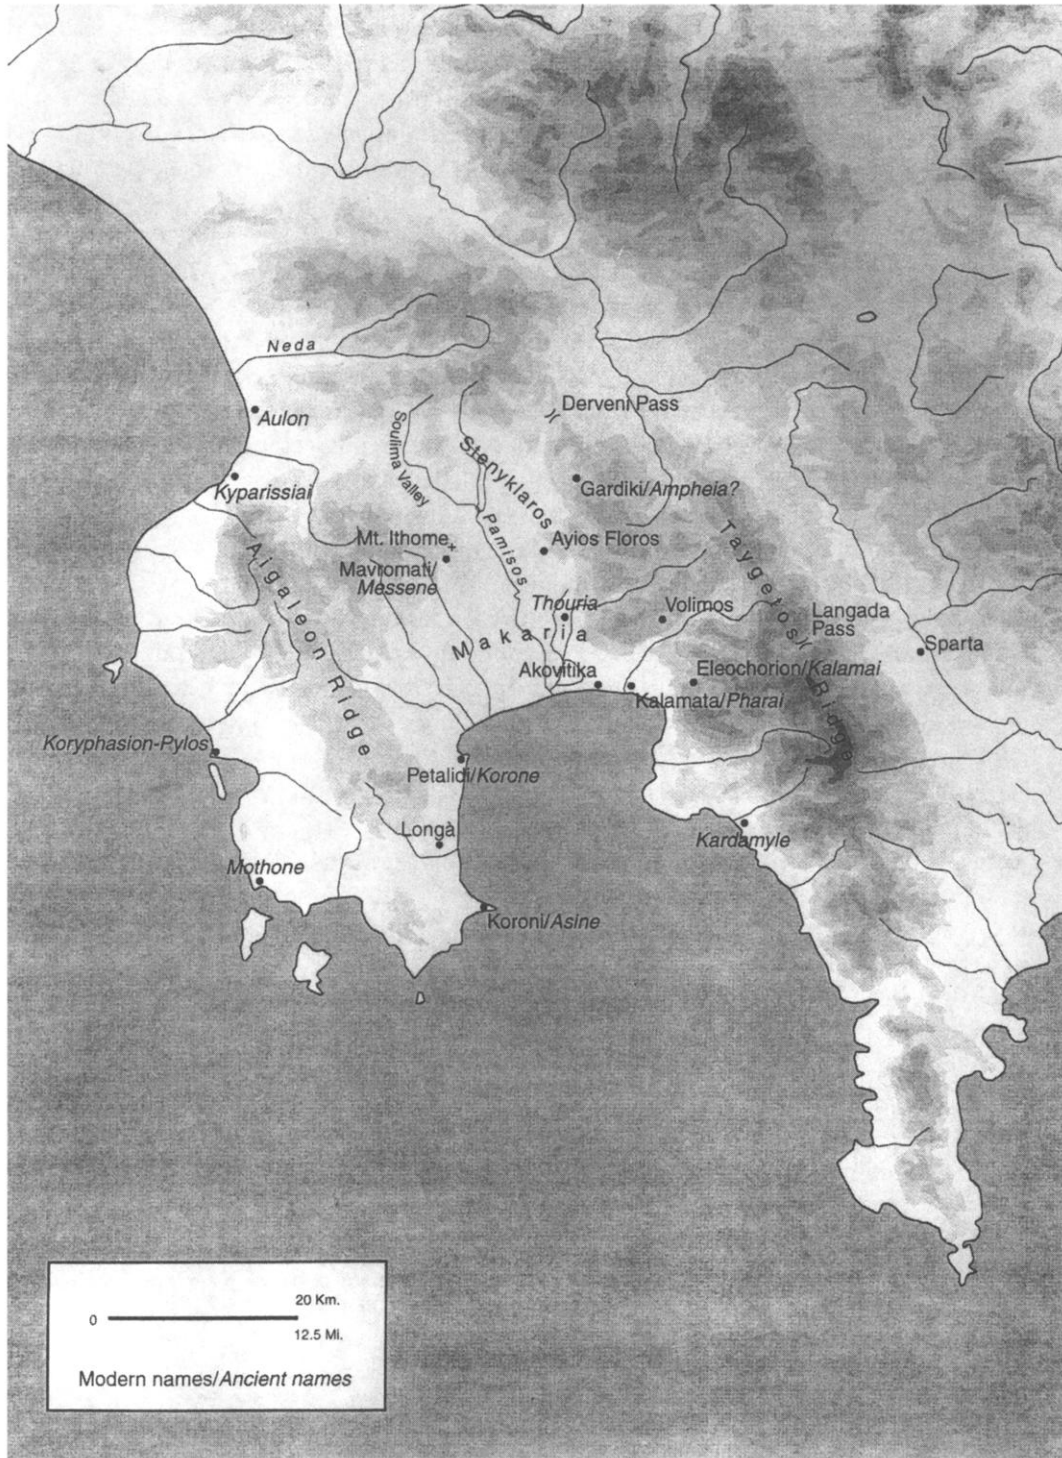 Neda
Derveni Pass
Aulon
Soulima Valley
Stenyklaros
Kyparissiai
Gardiki/Ampheia?
Pamisos
Taygetos Ridge
Aigaleon Ridge
Mt. Ithome
Ayios Floros
Mavromati/
Messene
Thouria
Volimos
Langada
Pass
Makaria
Sparta
Akovitika
Eleochorion/Kalamai
Kalamata/Pharai
Koryphasion-Pylos
Petalidi/Korone
Longà
Kardamyle
Mothone
Koroni/Asine
0
20 Km.
12.5 Mi.
Modern names/Ancient names